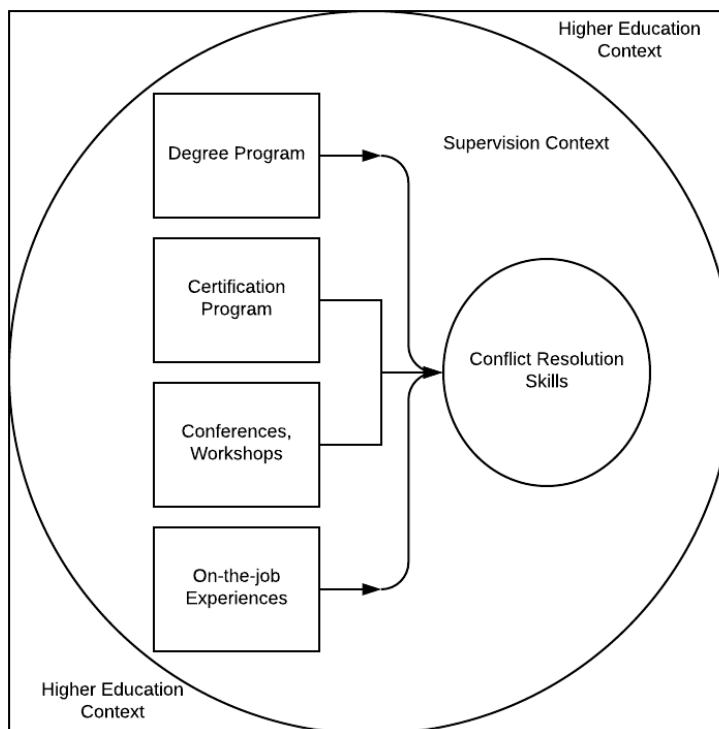 Higher Education
Context
Supervision Context
Degree Program
Certification
Program
Conflict Resolution
Skills
Conferences,
Workshops
On-the-job
Experiences
Higher Education
Context